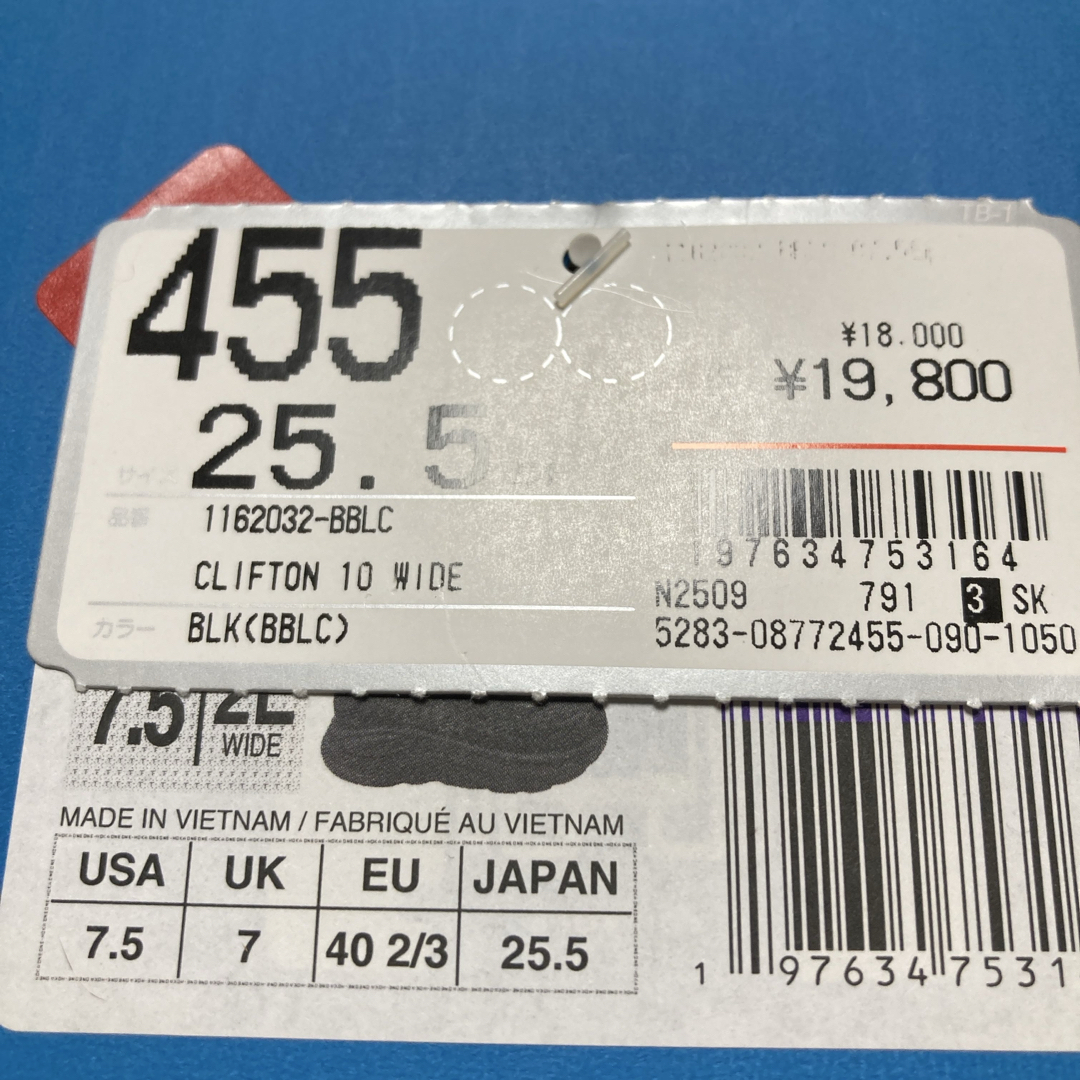 TB-1
455
¥18.000
¥19,800
サイズ 25.5
品番 1162032-BBLC
CLIFTON 10 WIDE
カラー BLK(BBLC)
197634753164
N2509 791 3 SK
5283-08772455-090-1050
7.5 2E
WIDE
MADE IN VIETNAM / FABRIQUÉ AU VIETNAM
USA UK EU JAPAN
7.5 7 40 2/3 25.5
1 97634 7531